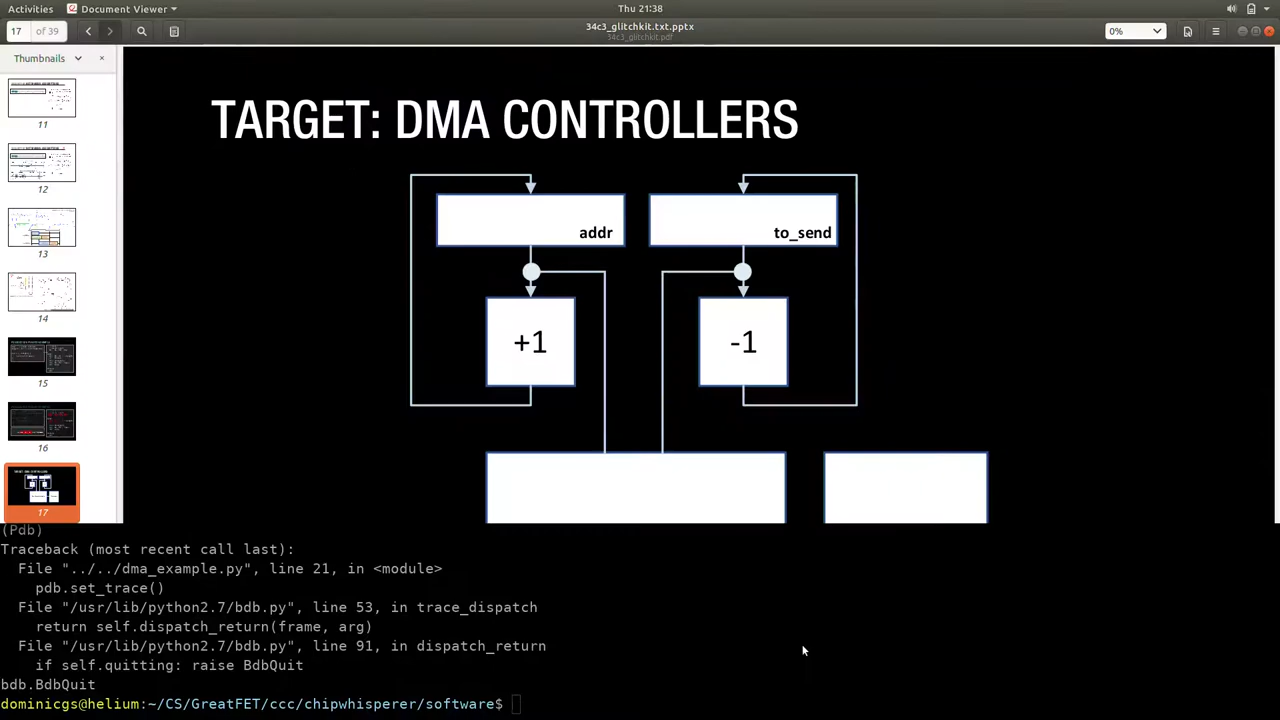 Activities
Document Viewer
Thu 21:38
17
of 39
34c3_glitchkit.txt.pptx
34c3_glitchkit.pdf
0%
Thumbnails
11
12
13
14
15
16
17
TARGET: DMA CONTROLLERS
addr
to_send
+1
-1
(Pdb)
Traceback (most recent call last):
File "../../dma_example.py", line 21, in <module>
pdb.set_trace()
File "/usr/lib/python2.7/bdb.py", line 53, in trace_dispatch
return self.dispatch_return(frame, arg)
File "/usr/lib/python2.7/bdb.py", line 91, in dispatch_return
if self.quitting: raise BdbQuit
bdb.BdbQuit
dominicgs@helium:~/CS/GreatFET/ccc/chipwhisperer/software$